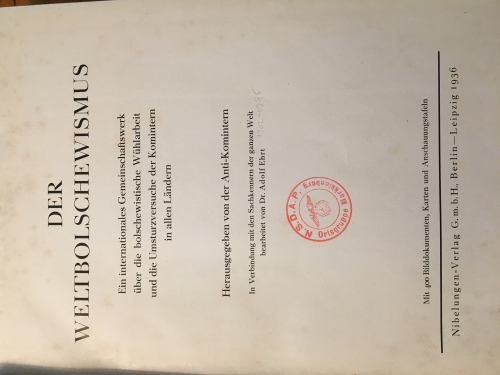 DER
WELTBOLSCHEWISMUS
Ein internationales Gemeinschaftswerk
über die bolschewistische Wühlarbeit
und die Umsturzversuche der Komintern
in allen Ländern
Herausgegeben von der Anti-Komintern
In Verbindung mit den Sachkennern der ganzen Welt
bearbeitet von Dr. Adolf Ehrt
N.S.D.A.P.
Ortsgruppe
Mit 400 Bilddokumenten, Karten und Anschauungstafeln
Nibelungen-Verlag G.m.b.H., Berlin—Leipzig 1936